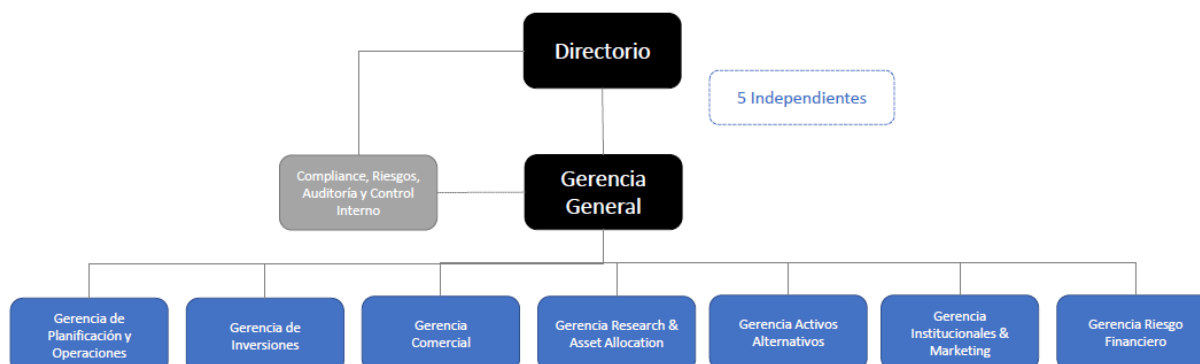 Directorio
5 Independientes
Compliance, Riesgos,
Auditoría y Control
Interno
Gerencia
General
Gerencia de
Planificación y
Operaciones
Gerencia de
Inversiones
Gerencia
Comercial
Gerencia Research &
Asset Allocation
Gerencia Activos
Alternativos
Gerencia
Institucionales &
Marketing
Gerencia Riesgo
Financiero